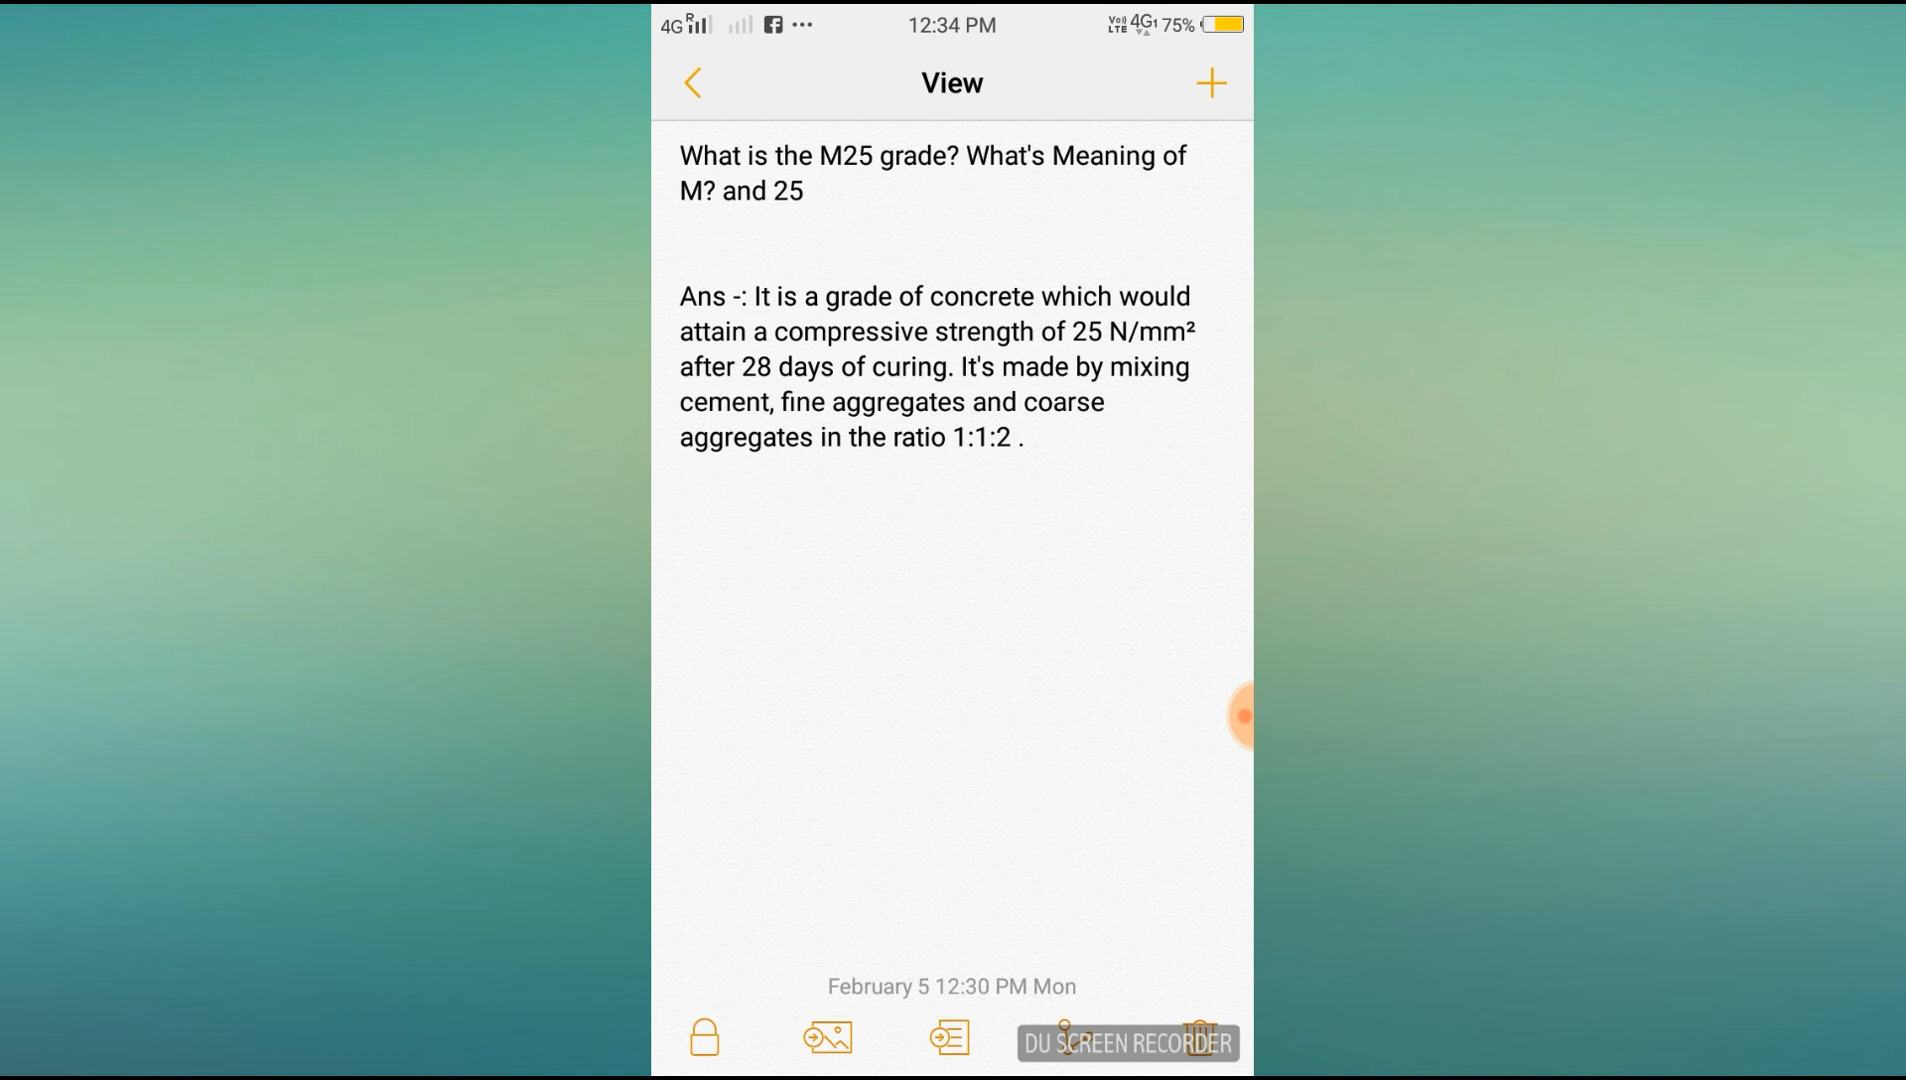 4G R 12:34 PM Vo) LTE 4G1 75%
View
What is the M25 grade? What's Meaning of
M? and 25
Ans -: It is a grade of concrete which would
attain a compressive strength of 25 N/mm²
after 28 days of curing. It's made by mixing
cement, fine aggregates and coarse
aggregates in the ratio 1:1:2 .
February 5 12:30 PM Mon
DU SCREEN RECORDER